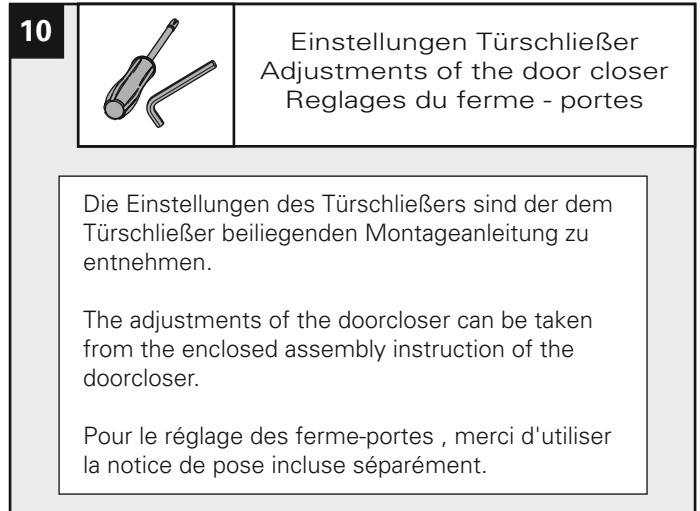 10
Einstellungen Türschließer
Adjustments of the door closer
Reglages du ferme - portes
Die Einstellungen des Türschließers sind der dem
Türschließer beiliegenden Montageanleitung zu
entnehmen.
The adjustments of the doorcloser can be taken
from the enclosed assembly instruction of the
doorcloser.
Pour le réglage des ferme-portes , merci d'utiliser
la notice de pose incluse séparément.